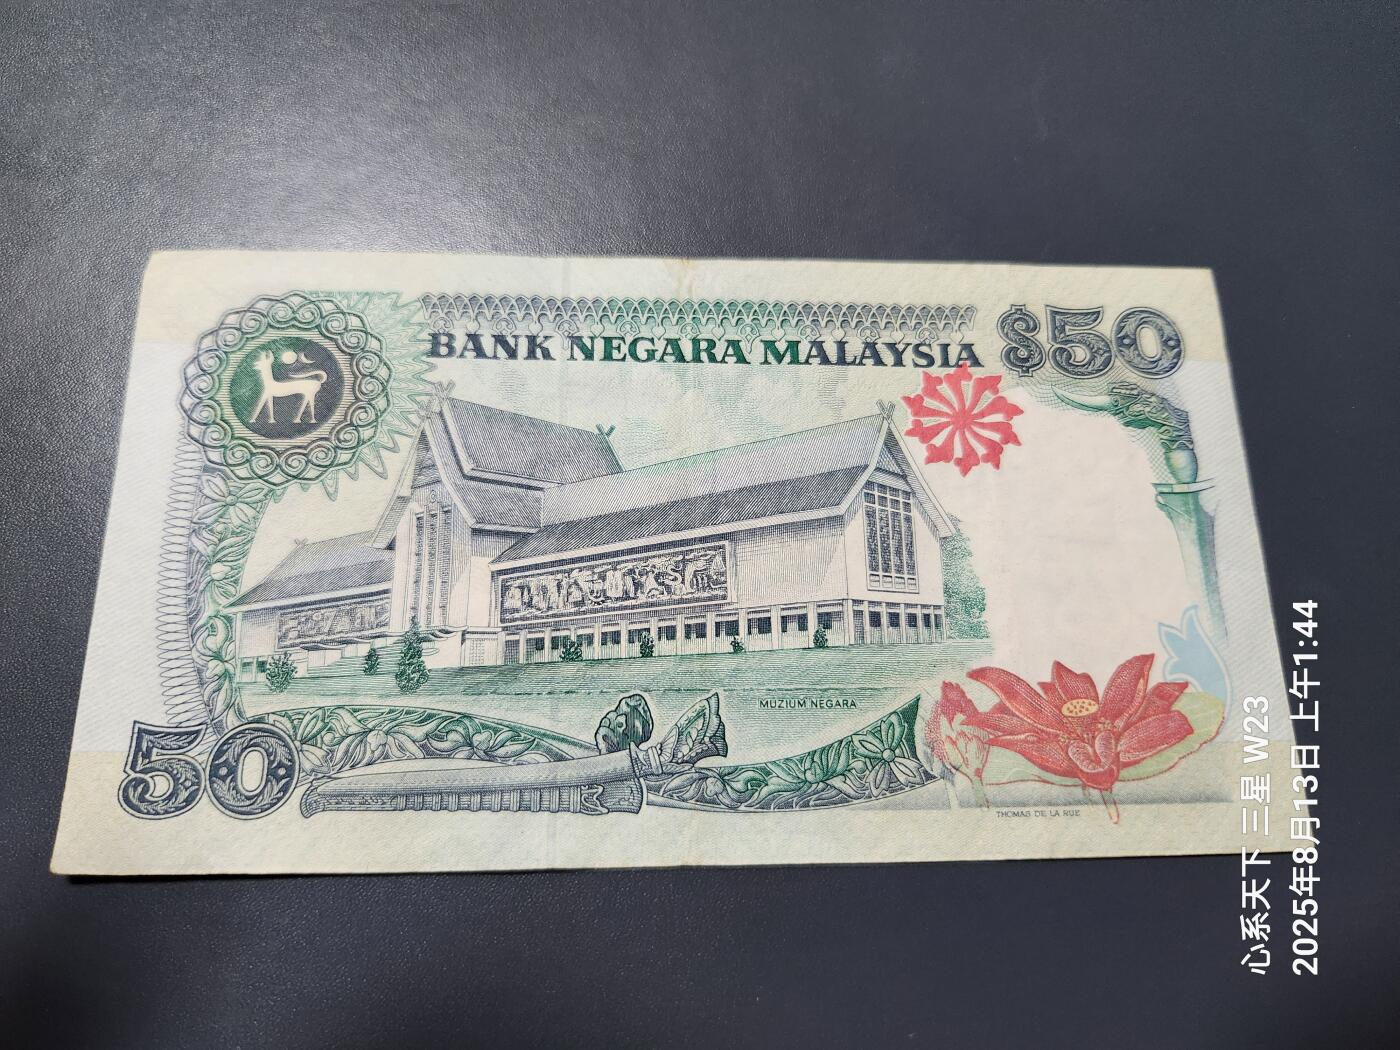 BANK NEGARA MALAYSIA
$50
MUZIUM NEGARA
50
THOMAS DE LA RUE
心系天下 三星 W23
2025年8月13日 上午1:44